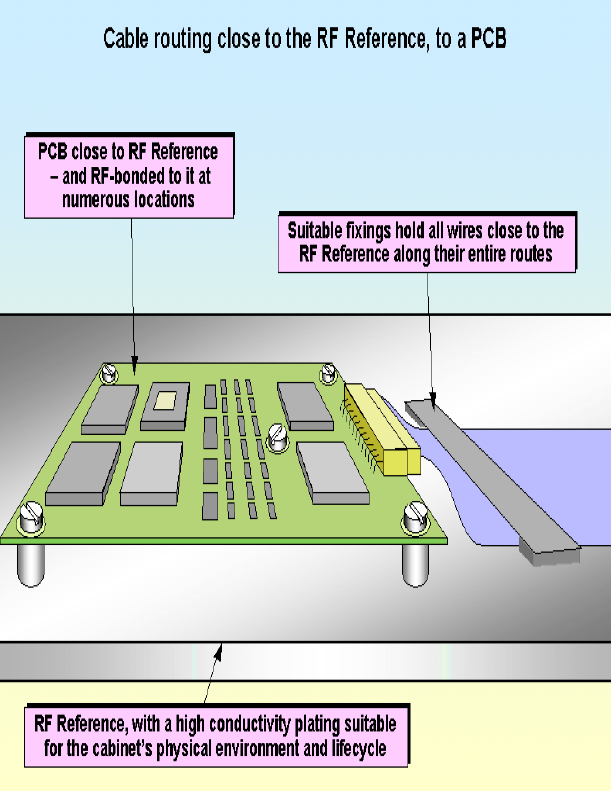 Cable routing close to the RF Reference, to a PCB
PCB close to RF Reference
– and RF-bonded to it at
numerous locations
Suitable fixings hold all wires close to the
RF Reference along their entire routes
RF Reference, with a high conductivity plating suitable
for the cabinet's physical environment and lifecycle